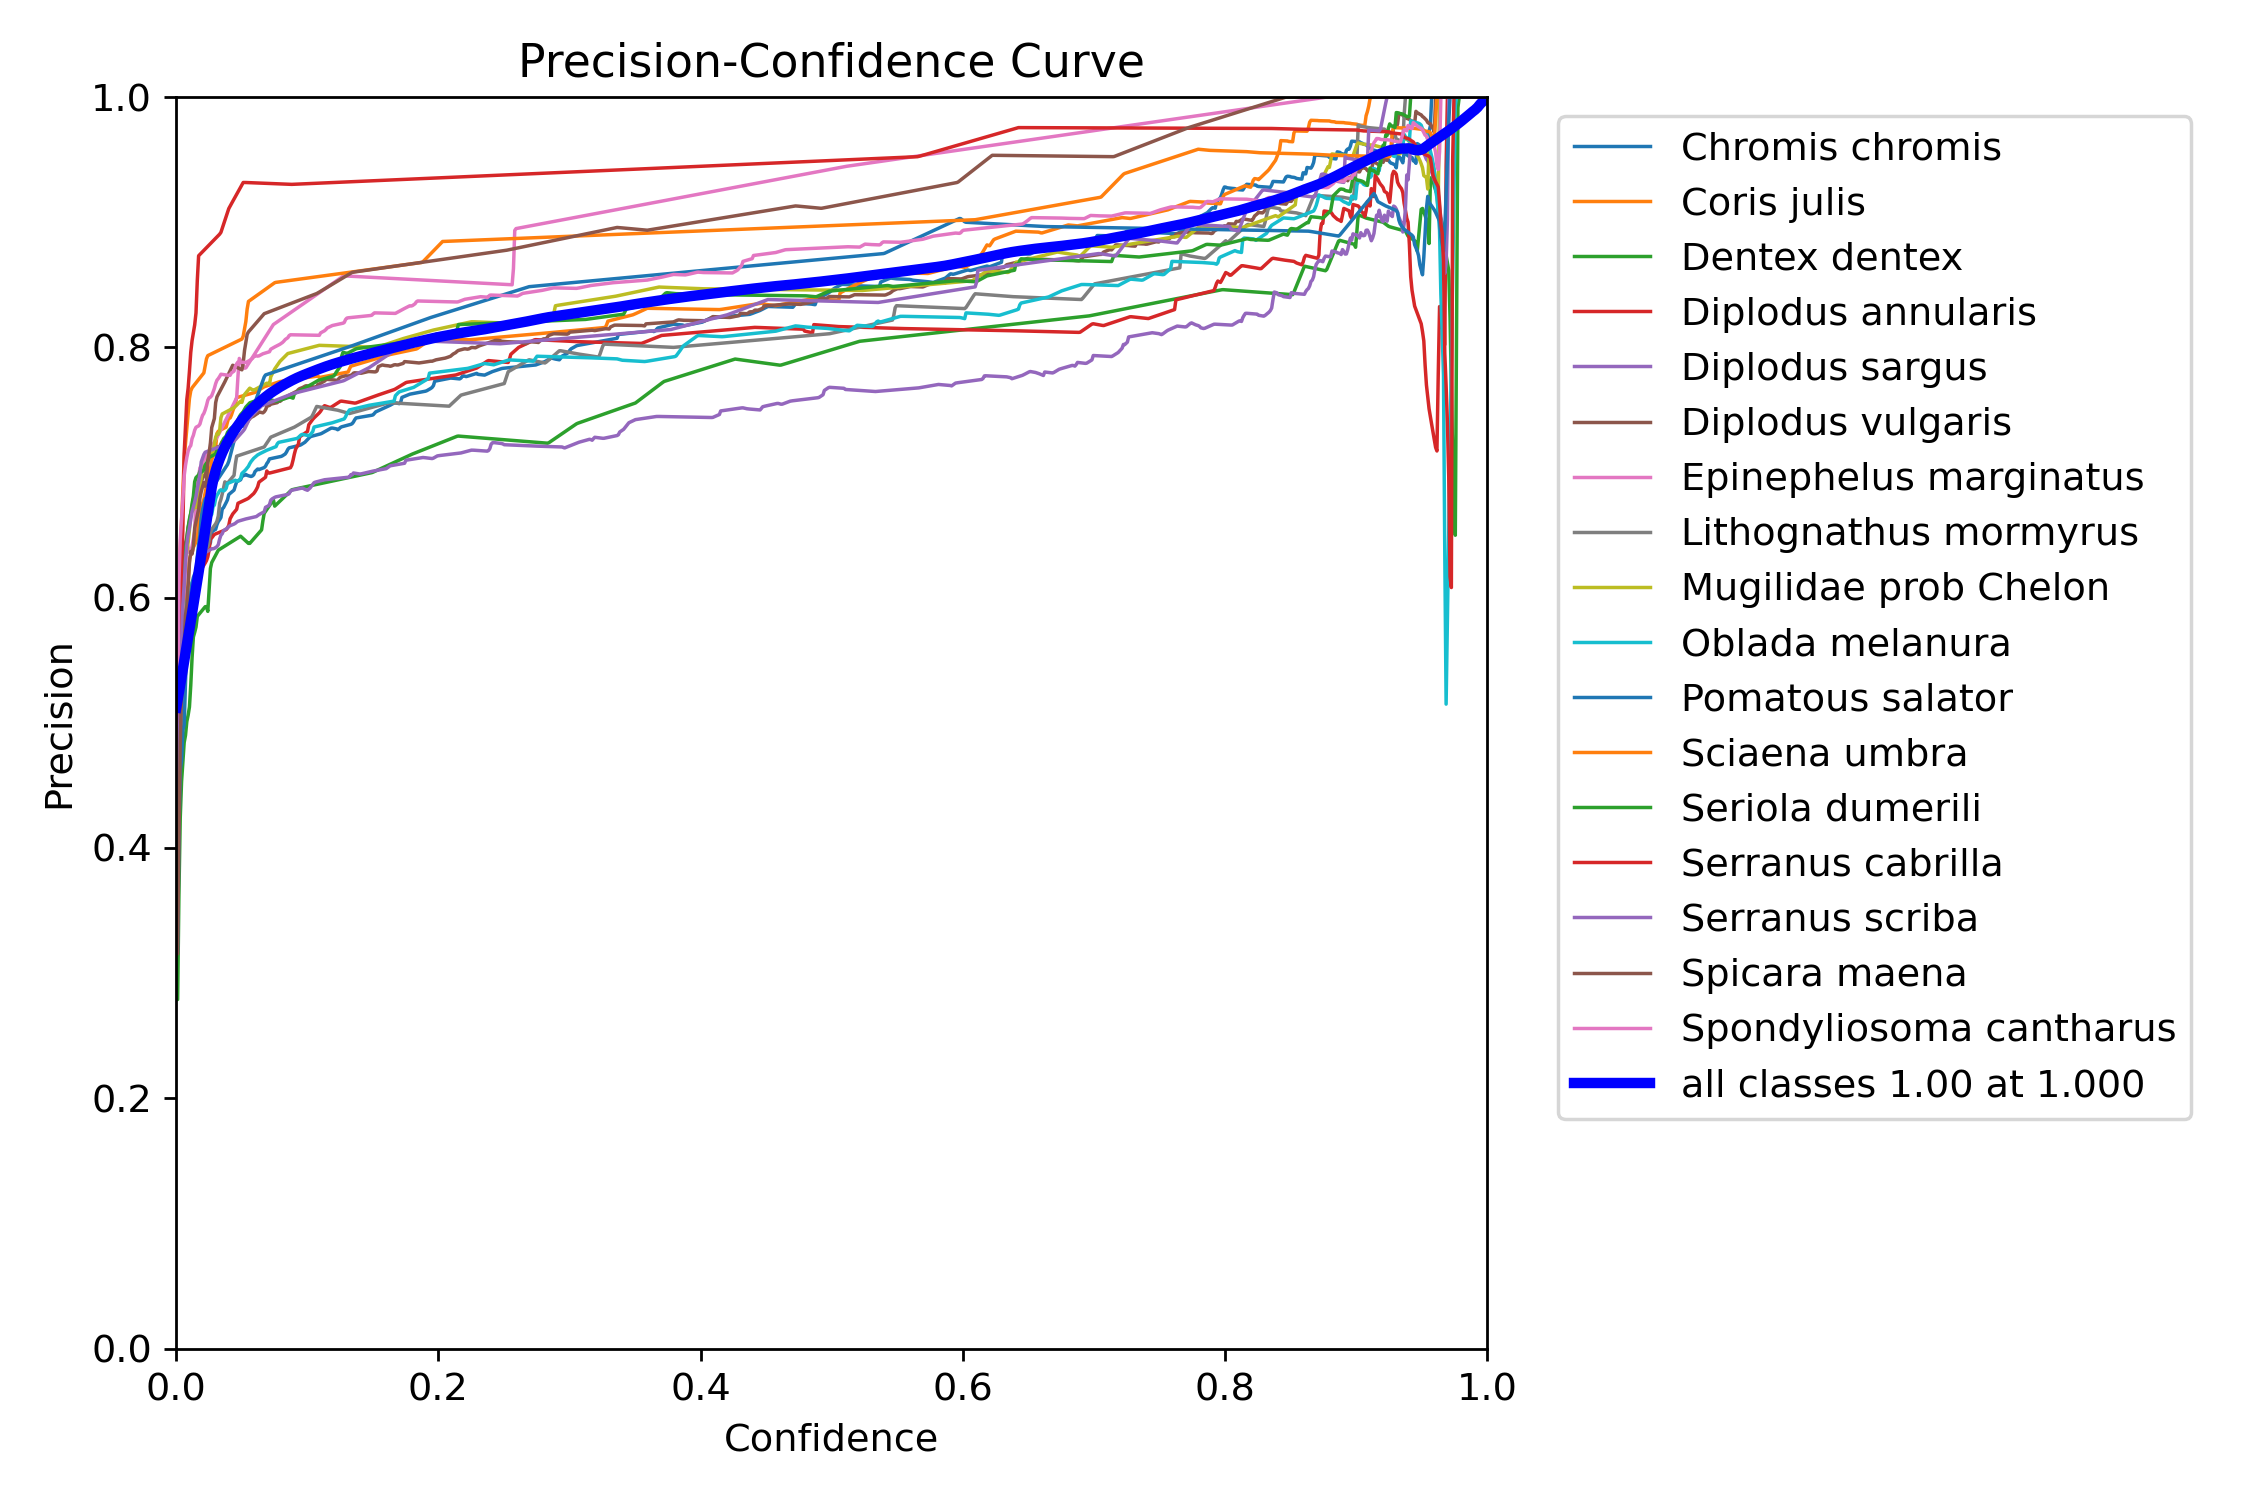 Precision-Confidence Curve
1.0
0.8
0.6
0.4
0.2
0.0
Precision
0.0 0.2 0.4 0.6 0.8 1.0
Confidence
Chromis chromis
Coris julis
Dentex dentex
Diplodus annularis
Diplodus sargus
Diplodus vulgaris
Epinephelus marginatus
Lithognathus mormyrus
Mugilidae prob Chelon
Oblada melanura
Pomatous salator
Sciaena umbra
Seriola dumerili
Serranus cabrilla
Serranus scriba
Spicara maena
Spondyliosoma cantharus
all classes 1.00 at 1.000